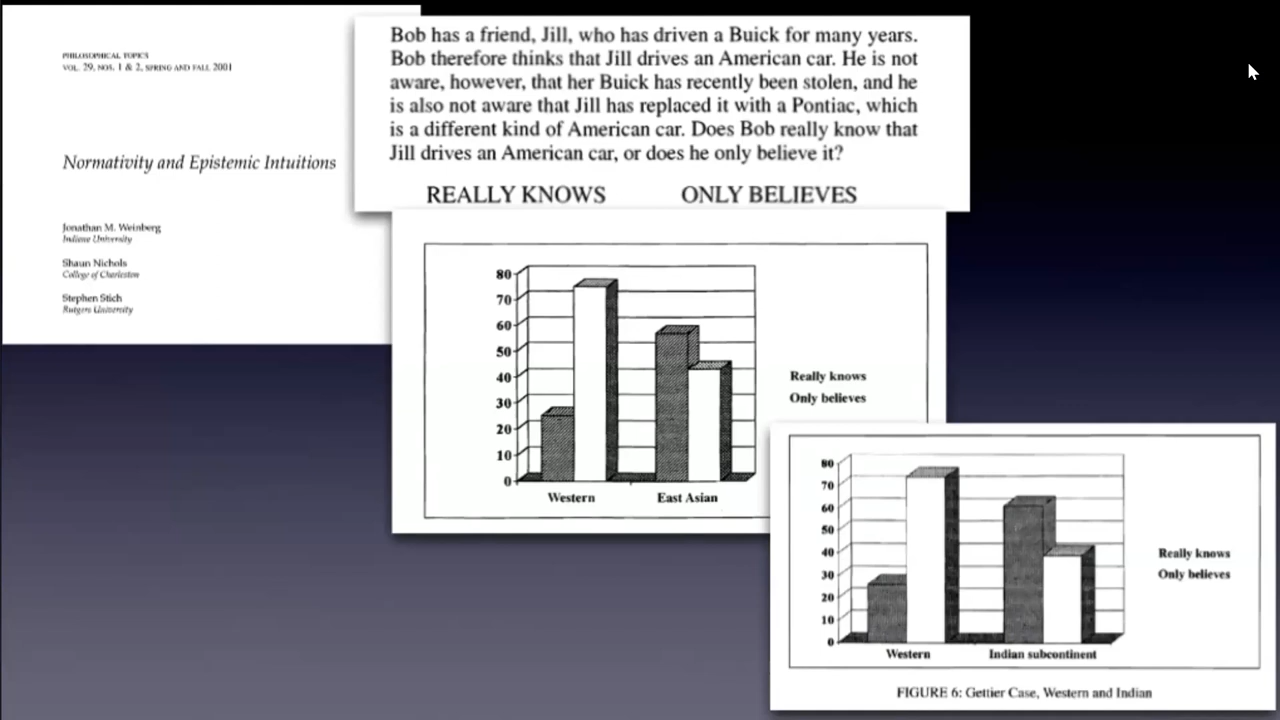 PHILOSOPHICAL TOPICS
VOL. 29, NOS. 1 & 2, SPRING AND FALL 2001
Normativity and Epistemic Intuitions
Jonathan M. Weinberg
Indiana University
Shaun Nichols
College of Charleston
Stephen Stich
Rutgers University
Bob has a friend, Jill, who has driven a Buick for many years.
Bob therefore thinks that Jill drives an American car. He is not
aware, however, that her Buick has recently been stolen, and he
is also not aware that Jill has replaced it with a Pontiac, which
is a different kind of American car. Does Bob really know that
Jill drives an American car, or does he only believe it?
REALLY KNOWS ONLY BELIEVES
80
70
60
50
40
30
20
10
0
Western East Asian
Really knows
Only believes
80
70
60
50
40
30
20
10
0
Western Indian subcontinent
Really knows
Only believes
FIGURE 6: Gettier Case, Western and Indian